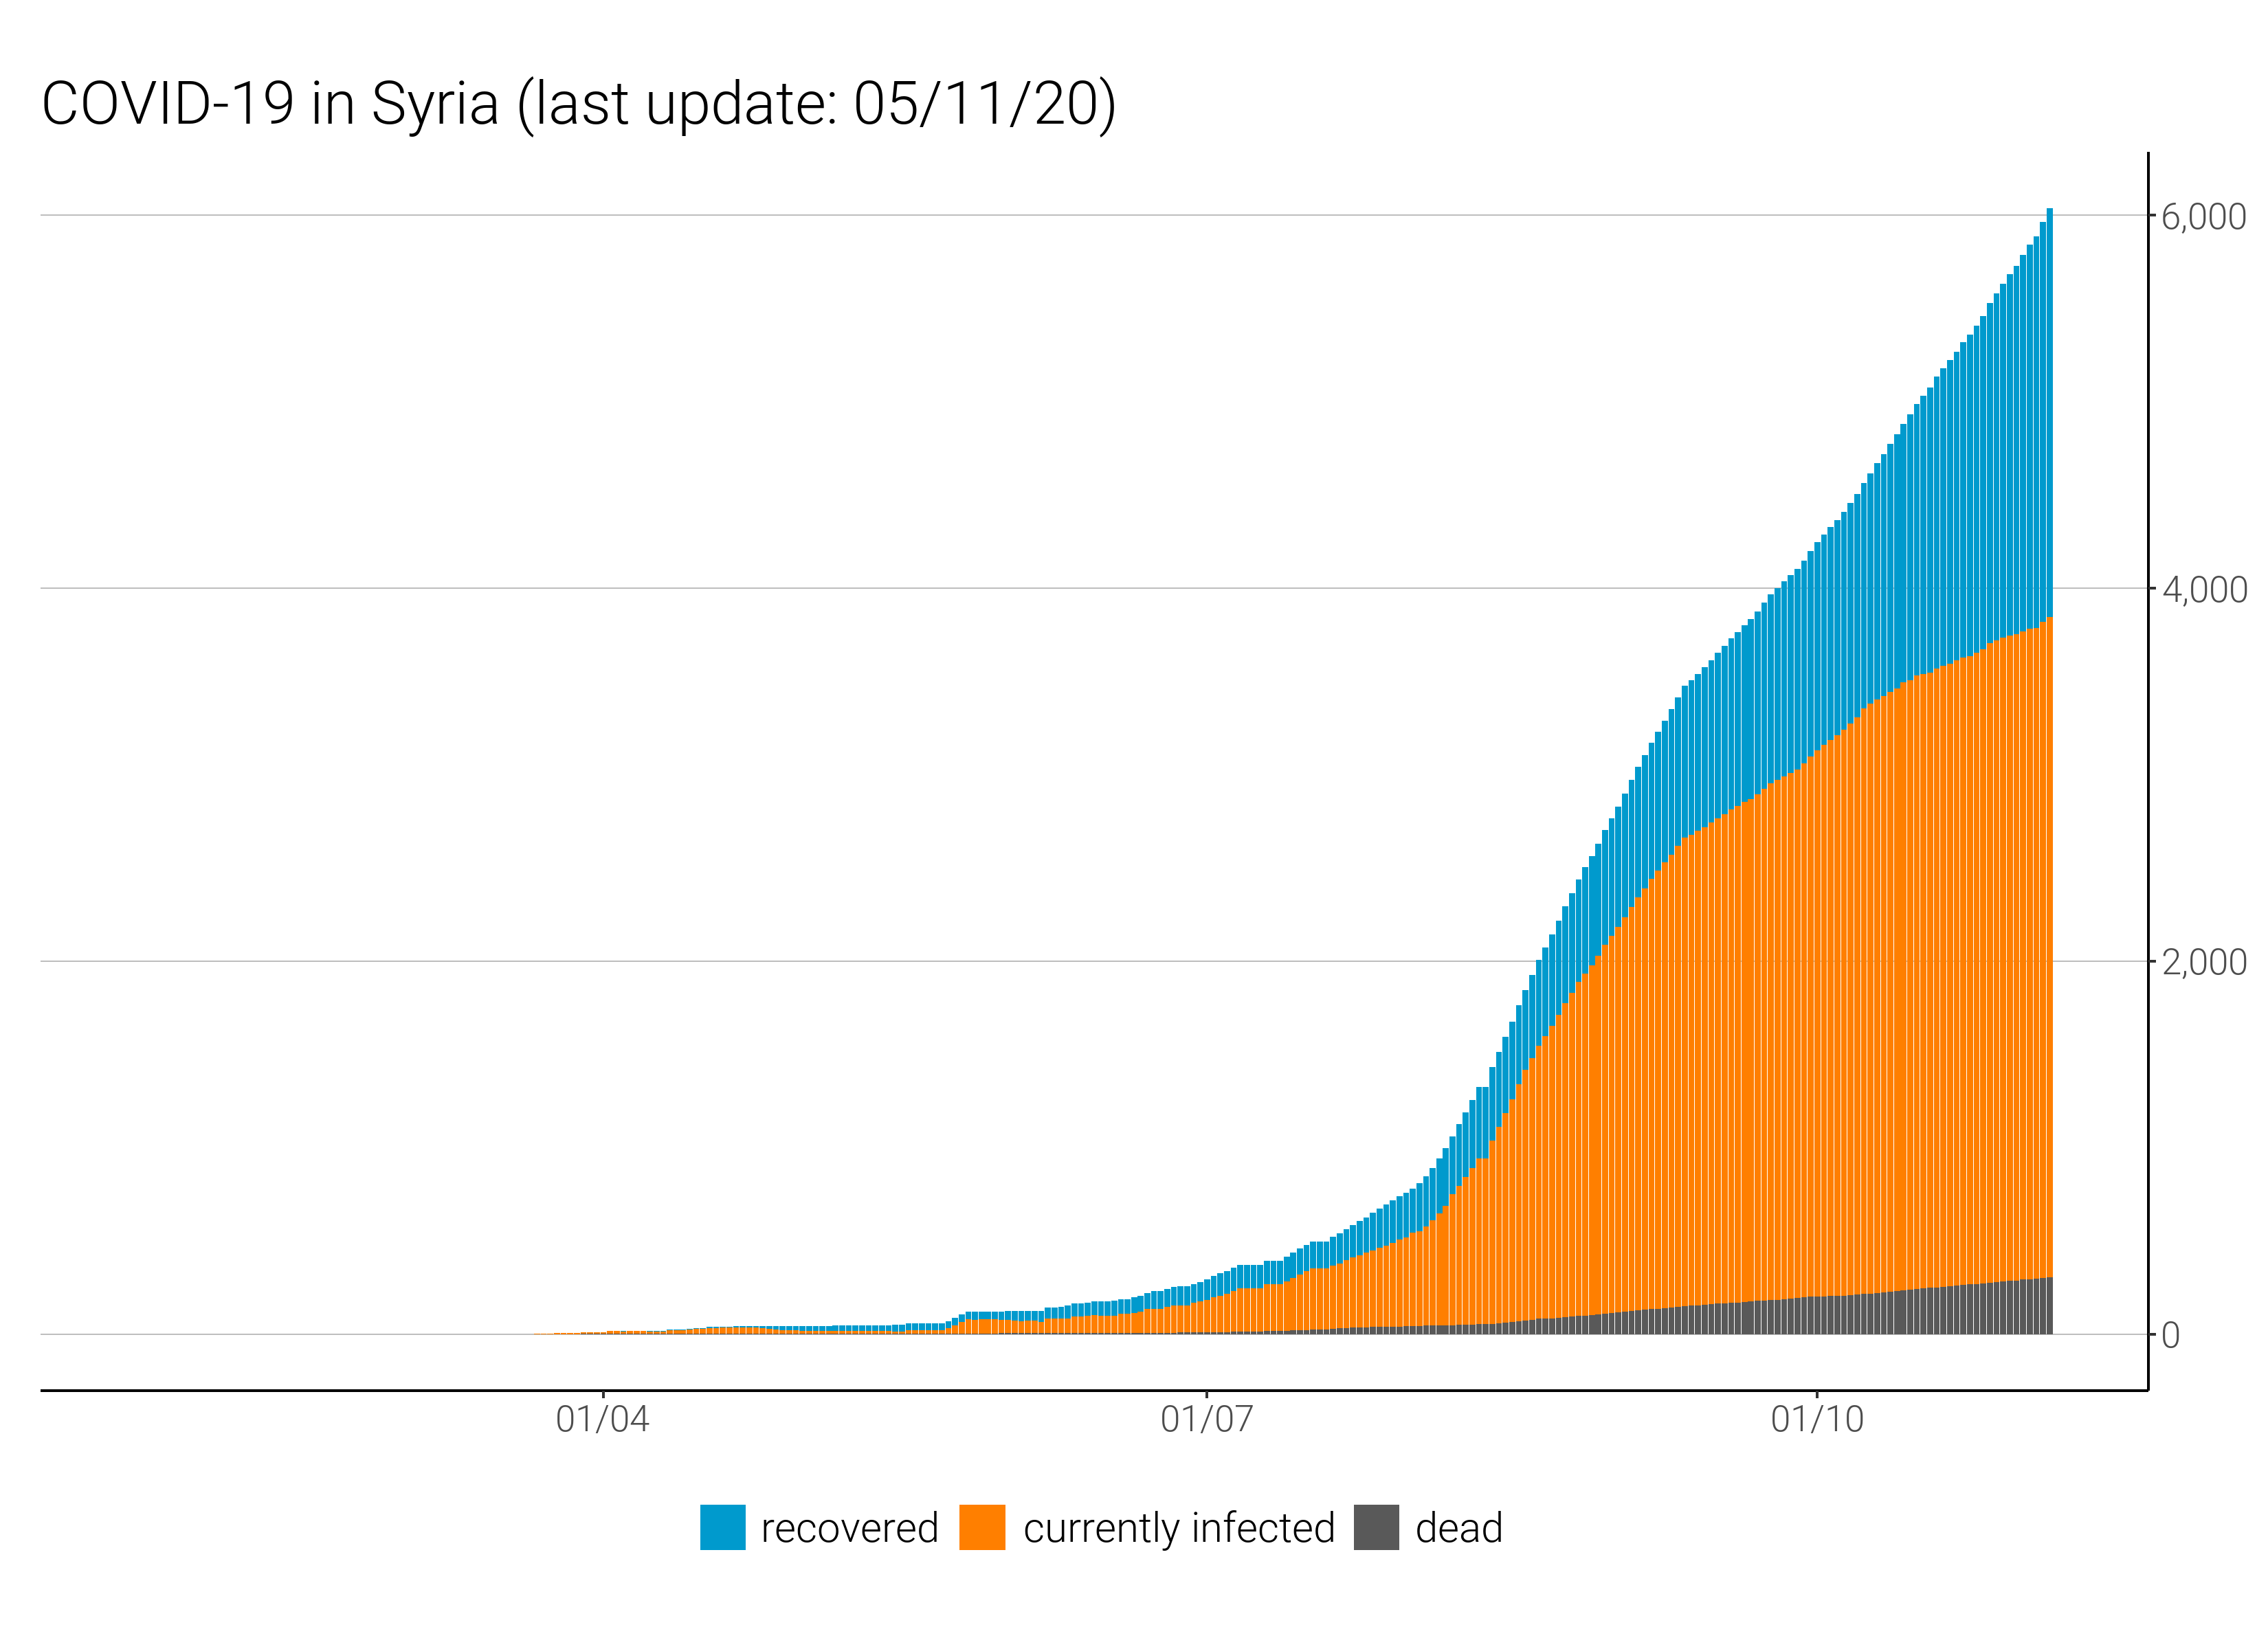 COVID-19 in Syria (last update: 05/11/20)
6,000
4,000
2,000
0
01/04 01/07 01/10
recovered currently infected dead